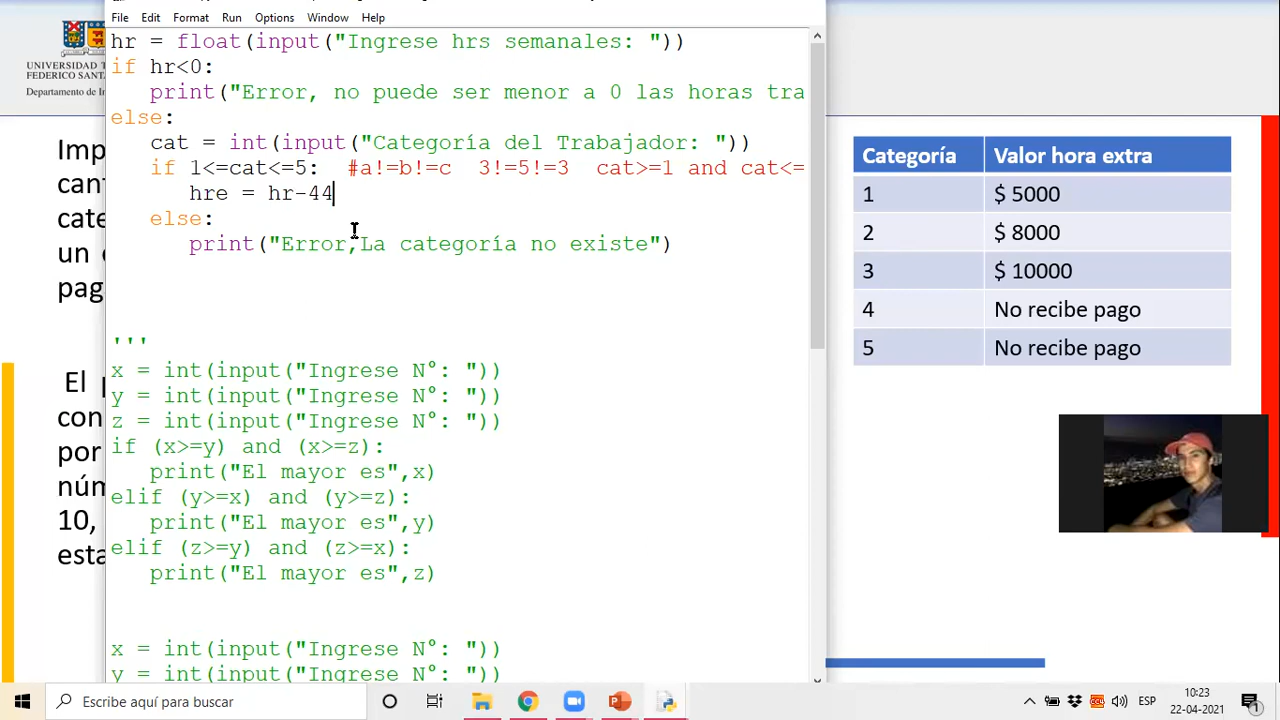 File Edit Format Run Options Window Help
UNIVERSIDAD T
FEDERICO SANT
Departamento de In
hr = float(input("Ingrese hrs semanales: "))
if hr<0:
print("Error, no puede ser menor a 0 las horas tra
else:
cat = int(input("Categoría del Trabajador: "))
if 1<=cat<=5: #a!=b!=c 3!=5!=3 cat>=1 and cat<=
hre = hr-44
else:
print("Error,La categoría no existe")
'''
x = int(input("Ingrese N°: "))
y = int(input("Ingrese N°: "))
z = int(input("Ingrese N°: "))
if (x>=y) and (x>=z):
print("El mayor es",x)
elif (y>=x) and (y>=z):
print("El mayor es",y)
elif (z>=y) and (z>=x):
print("El mayor es",z)
x = int(input("Ingrese N°: "))
y = int(input("Ingrese N°: "))
Imp
cant
cate
un
pag
El
con
por
núm
10,
esta
Categoría Valor hora extra
1 $ 5000
2 $ 8000
3 $ 10000
4 No recibe pago
5 No recibe pago
Escribe aquí para buscar
ESP
10:23
22-04-2021